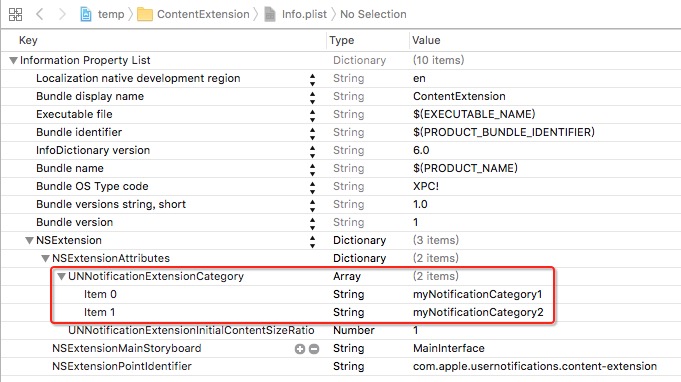 temp ContentExtension Info.plist No Selection
Key Type Value
Information Property List Dictionary (10 items)
Localization native development region String en
Bundle display name String ContentExtension
Executable file String $(EXECUTABLE_NAME)
Bundle identifier String $(PRODUCT_BUNDLE_IDENTIFIER)
InfoDictionary version String 6.0
Bundle name String $(PRODUCT_NAME)
Bundle OS Type code String XPC!
Bundle versions string, short String 1.0
Bundle version String 1
NSExtension Dictionary (3 items)
NSExtensionAttributes Dictionary (2 items)
UNNotificationExtensionCategory Array (2 items)
Item 0 String myNotificationCategory1
Item 1 String myNotificationCategory2
UNNotificationExtensionInitialContentSizeRatio Number 1
NSExtensionMainStoryboard String MainInterface
NSExtensionPointIdentifier String com.apple.usernotifications.content-extension